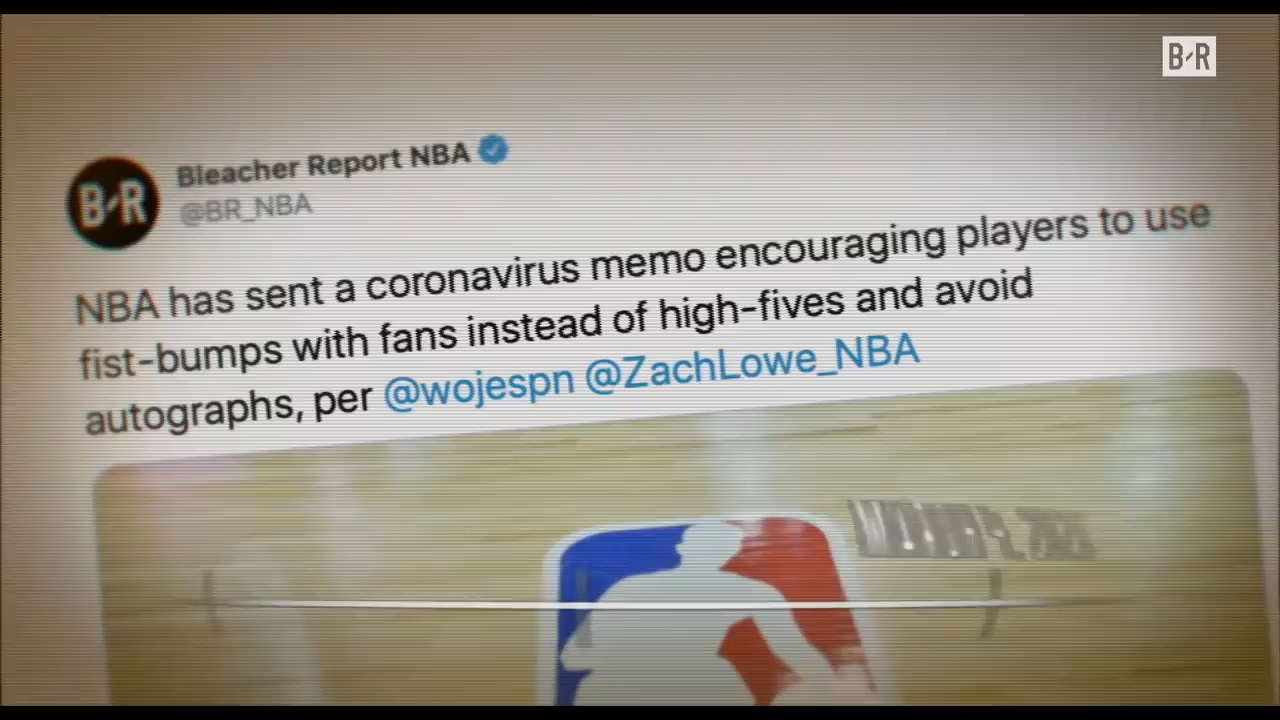 B/R
B/R
Bleacher Report NBA
@BR_NBA
NBA has sent a coronavirus memo encouraging players to use
fist-bumps with fans instead of high-fives and avoid
autographs, per @wojespn @ZachLowe_NBA